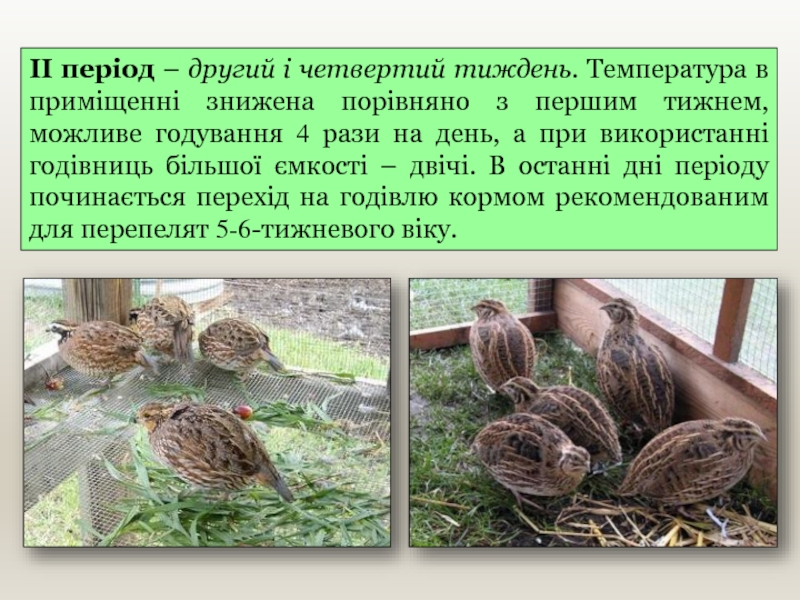 ІІ період – другий і четвертий тиждень. Температура в
приміщенні знижена порівняно з першим тижнем,
можливе годування 4 рази на день, а при використанні
годівниць більшої ємкості – двічі. В останні дні періоду
починається перехід на годівлю кормом рекомендованим
для перепелят 5-6-тижневого віку.